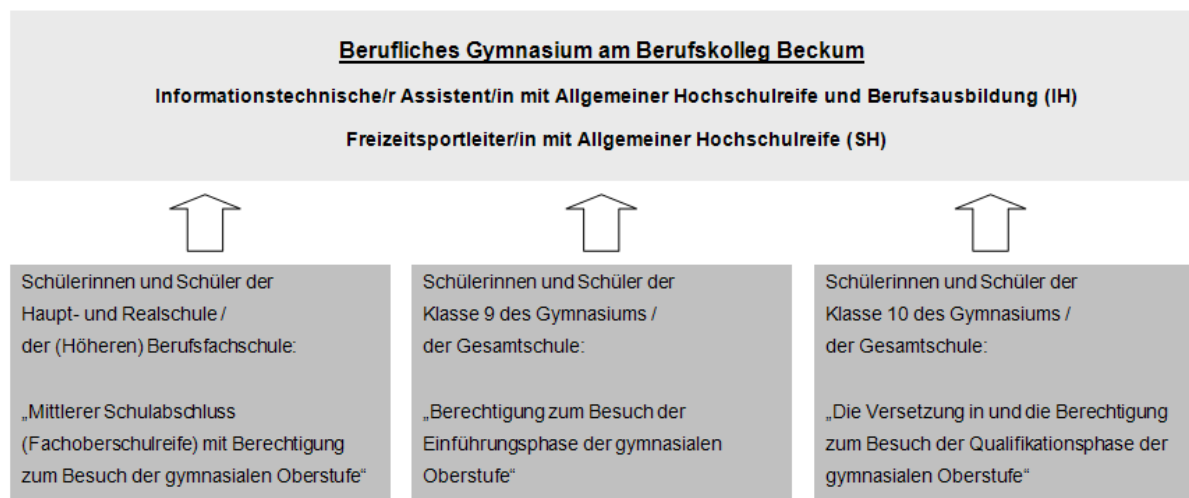 Berufliches Gymnasium am Berufskolleg Beckum
Informationstechnische/r Assistent/in mit Allgemeiner Hochschulreife und Berufsausbildung (IH)
Freizeitsportleiter/in mit Allgemeiner Hochschulreife (SH)
Schülerinnen und Schüler der
Haupt- und Realschule /
der (Höheren) Berufsfachschule:
„Mittlerer Schulabschluss
(Fachoberschulreife) mit Berechtigung
zum Besuch der gymnasialen Oberstufe“
Schülerinnen und Schüler der
Klasse 9 des Gymnasiums /
der Gesamtschule:
„Berechtigung zum Besuch der
Einführungsphase der gymnasialen
Oberstufe“
Schülerinnen und Schüler der
Klasse 10 des Gymnasiums /
der Gesamtschule:
„Die Versetzung in und die Berechtigung
zum Besuch der Qualifikationsphase der
gymnasialen Oberstufe“